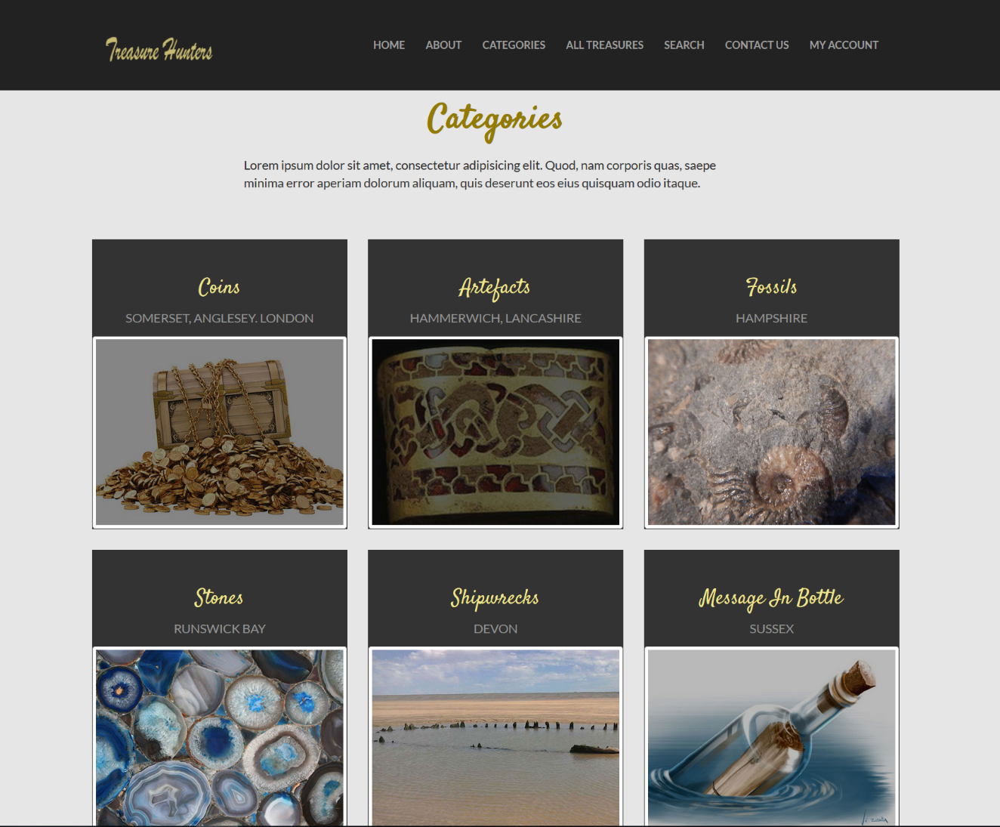 Treasure Hunters
HOME ABOUT CATEGORIES ALL TREASURES SEARCH CONTACT US MY ACCOUNT
Categories
Lorem ipsum dolor sit amet, consectetur adipisicing elit. Quod, nam corporis quas, saepe
minima error aperiam dolorum aliquam, quis deserunt eos eius quisquam odio itaque.
Coins
SOMERSET, ANGLESEY. LONDON
Artefacts
HAMMERWICH, LANCASHIRE
Fossils
HAMPSHIRE
Stones
RUNSWICK BAY
Shipwrecks
DEVON
Message In Bottle
SUSSEX